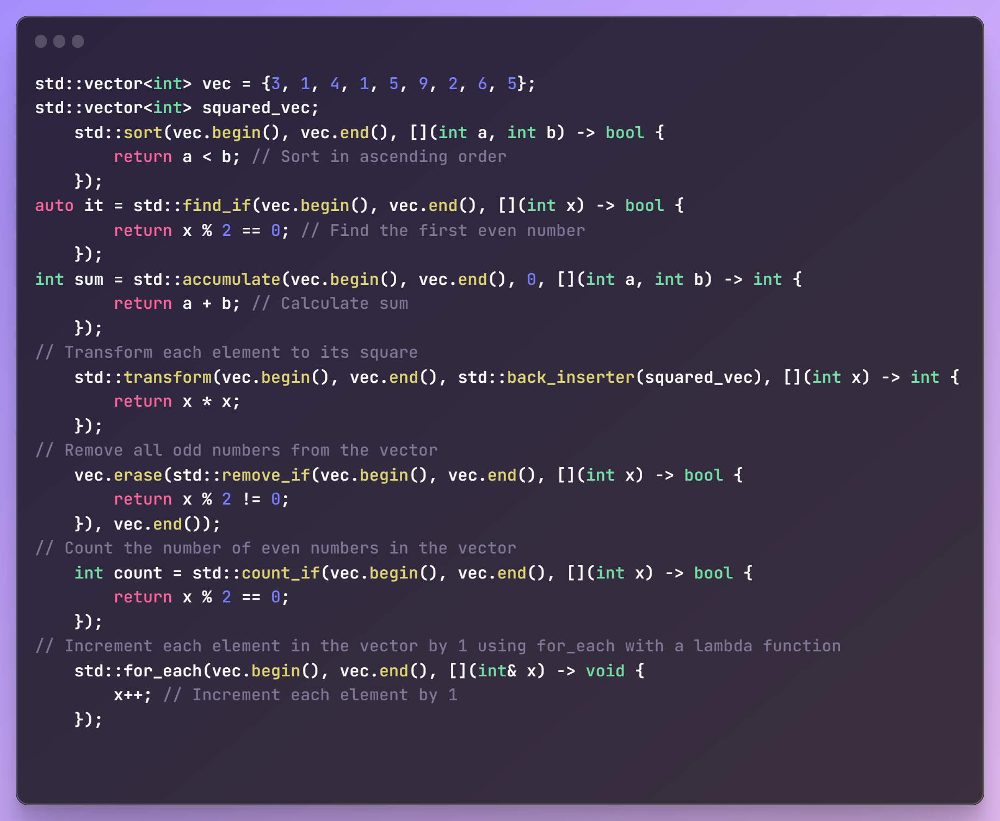 std::vector<int> vec = {3, 1, 4, 1, 5, 9, 2, 6, 5};
std::vector<int> squared_vec;
    std::sort(vec.begin(), vec.end(), [](int a, int b) -> bool {
        return a < b; // Sort in ascending order
    });
auto it = std::find_if(vec.begin(), vec.end(), [](int x) -> bool {
        return x % 2 == 0; // Find the first even number
    });
int sum = std::accumulate(vec.begin(), vec.end(), 0, [](int a, int b) -> int {
        return a + b; // Calculate sum
    });
// Transform each element to its square
    std::transform(vec.begin(), vec.end(), std::back_inserter(squared_vec), [](int x) -> int {
        return x * x;
    });
// Remove all odd numbers from the vector
    vec.erase(std::remove_if(vec.begin(), vec.end(), [](int x) -> bool {
        return x % 2 != 0;
    }), vec.end());
// Count the number of even numbers in the vector
    int count = std::count_if(vec.begin(), vec.end(), [](int x) -> bool {
        return x % 2 == 0;
    });
// Increment each element in the vector by 1 using for_each with a lambda function
    std::for_each(vec.begin(), vec.end(), [](int& x) -> void {
        x++; // Increment each element by 1
    });